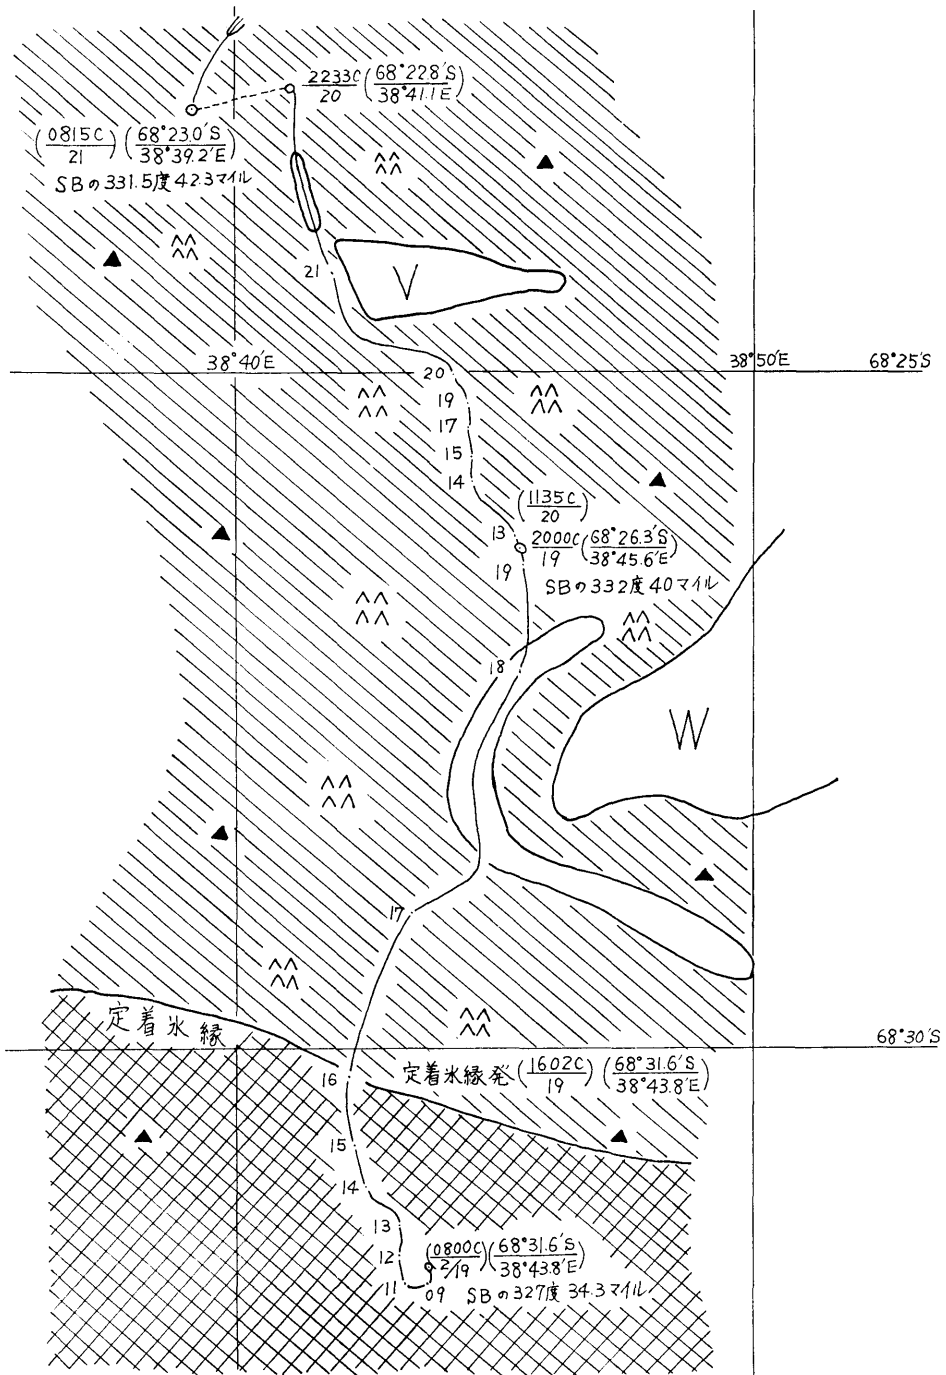 2233C/20 (68°22.8'S/38°41.1'E)
(0815C/21) (68°23.0'S/38°39.2'E)
SBの331.5度 42.3マイル
21
V
38°40'E
38°50'E
68°25'S
20
19
17
15
14
(1135C/20)
13
2000C/19 (68°26.3'S/38°45.6'E)
19
SBの332度 40マイル
18
W
17
定着氷縁
68°30'S
16
定着氷縁発 (1602C/19) (68°31.6'S/38°43.8'E)
15
14
13
12
(0800C/2/19) (68°31.6'S/38°43.8'E)
11
09
SBの327度 34.3マイル